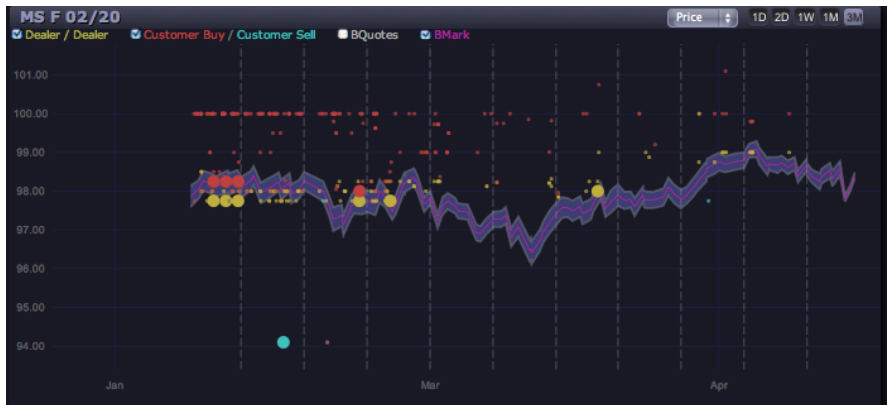 MS F 02/20 Price 1D 2D 1W 1M 3M
Dealer / Dealer Customer Buy / Customer Sell BQuotes BMark
101.00
100.00
99.00
98.00
97.00
96.00
95.00
94.00
Jan Mar Apr